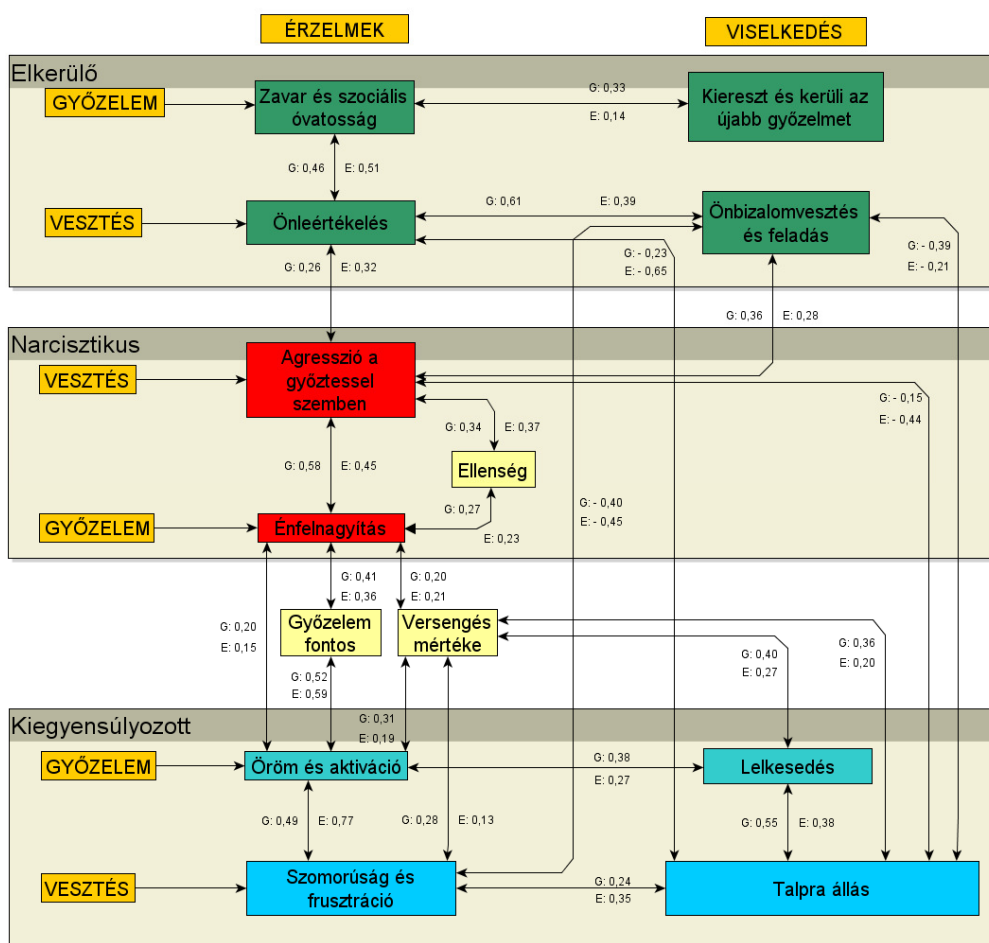 ÉRZELMEK
VISELKEDÉS
Elkerülő
GYŐZELEM
Zavar és szociális
óvatosság
G: 0,33
E: 0,14
Kiereszt és kerüli az
újabb győzelmet
G: 0,46
E: 0,51
VESZTÉS
Önleértékelés
G: 0,61
E: 0,39
Önbizalomvesztés
és feladás
G: - 0,23
E: - 0,65
G: - 0,39
E: - 0,21
G: 0,26
E: 0,32
G: 0,36
E: 0,28
Narcisztikus
VESZTÉS
Agresszió a
győztessel
szemben
G: - 0,15
E: - 0,44
G: 0,34
E: 0,37
G: 0,58
E: 0,45
Ellenség
G: 0,27
E: 0,23
G: - 0,40
E: - 0,45
GYŐZELEM
Énfelnagyítás
G: 0,41
E: 0,36
G: 0,20
E: 0,21
G: 0,20
E: 0,15
Győzelem
fontos
Versengés
mértéke
G: 0,36
E: 0,20
G: 0,40
E: 0,27
G: 0,52
E: 0,59
G: 0,31
E: 0,19
Kiegyensúlyozott
GYŐZELEM
Öröm és aktiváció
G: 0,38
E: 0,27
Lelkesedés
G: 0,49
E: 0,77
G: 0,28
E: 0,13
G: 0,55
E: 0,38
VESZTÉS
Szomorúság és
frusztráció
G: 0,24
E: 0,35
Talpra állás